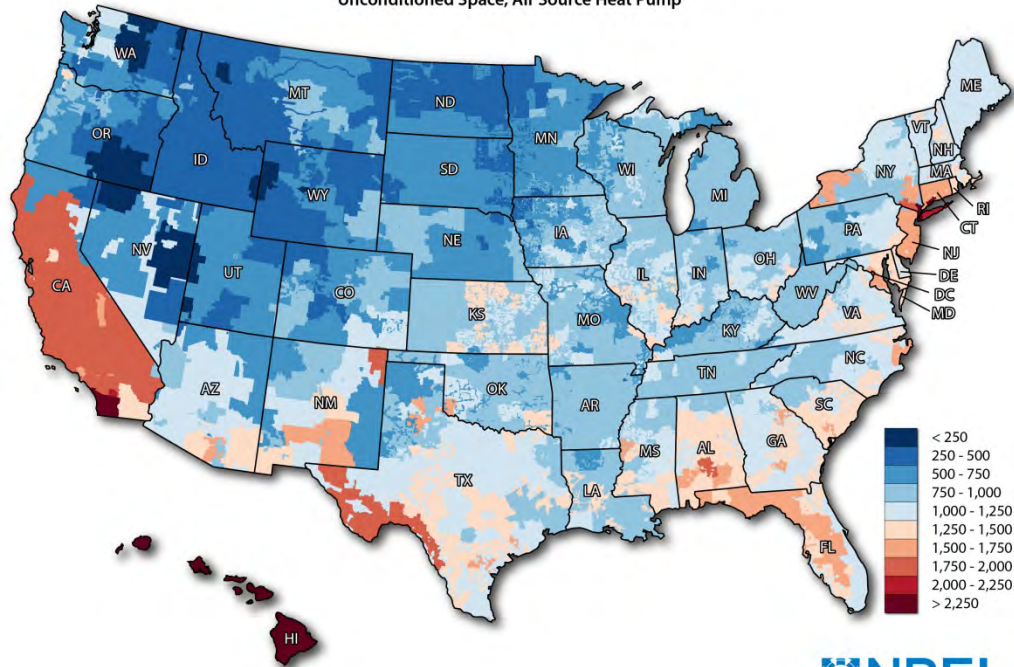 Unconditioned Space, Air Source Heat Pump
WA
MT
ND
MN
ME
VT
NH
OR
ID
WY
SD
WI
MI
NY
MA
RI
CT
NJ
DE
DC
MD
NV
UT
CO
NE
IA
IL
IN
OH
PA
WV
VA
CA
KS
MO
KY
NC
AZ
NM
OK
AR
TN
SC
TX
LA
MS
AL
GA
FL
HI
< 250
250 - 500
500 - 750
750 - 1,000
1,000 - 1,250
1,250 - 1,500
1,500 - 1,750
1,750 - 2,000
2,000 - 2,250
> 2,250
NREL